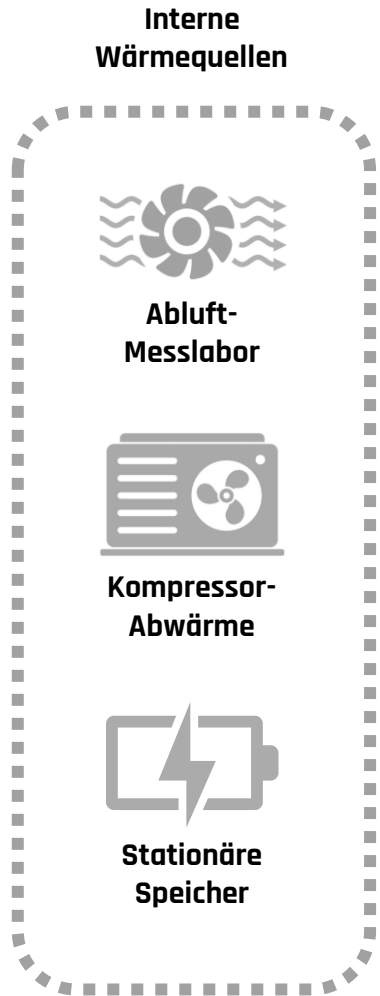 Interne
Wärmequellen
Abluft-
Messlabor
Kompressor-
Abwärme
Stationäre
Speicher